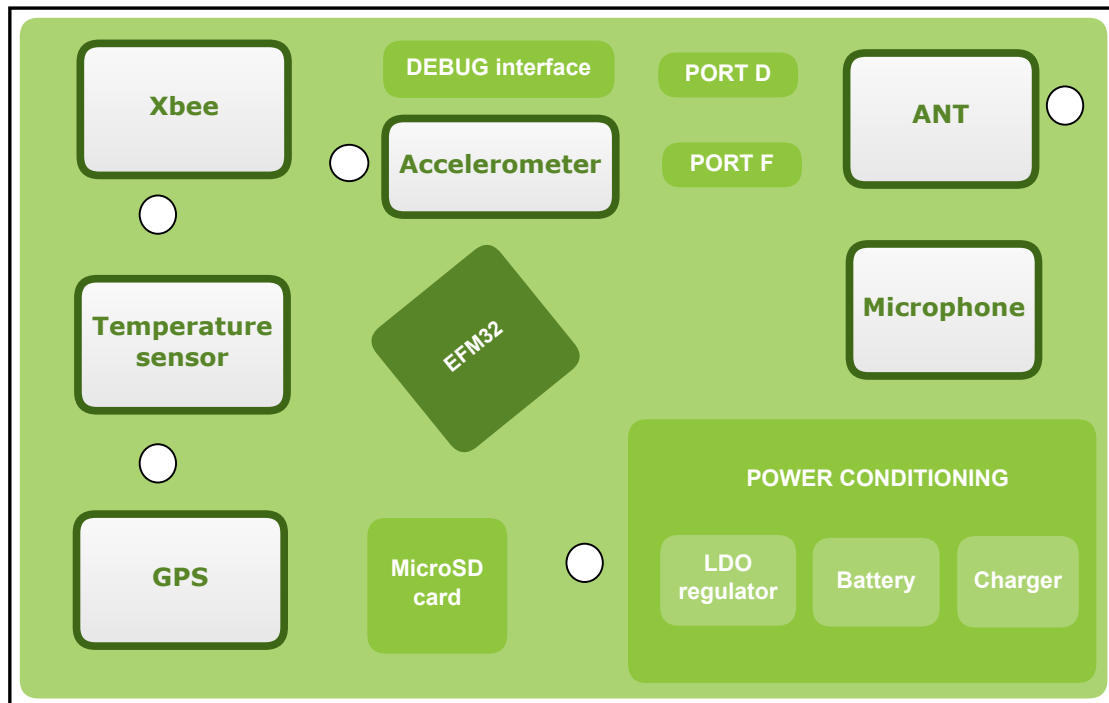 Xbee
DEBUG interface
PORT D
ANT
Accelerometer
PORT F
Temperature
sensor
EFM32
Microphone
GPS
MicroSD
card
POWER CONDITIONING
LDO
regulator
Battery
Charger